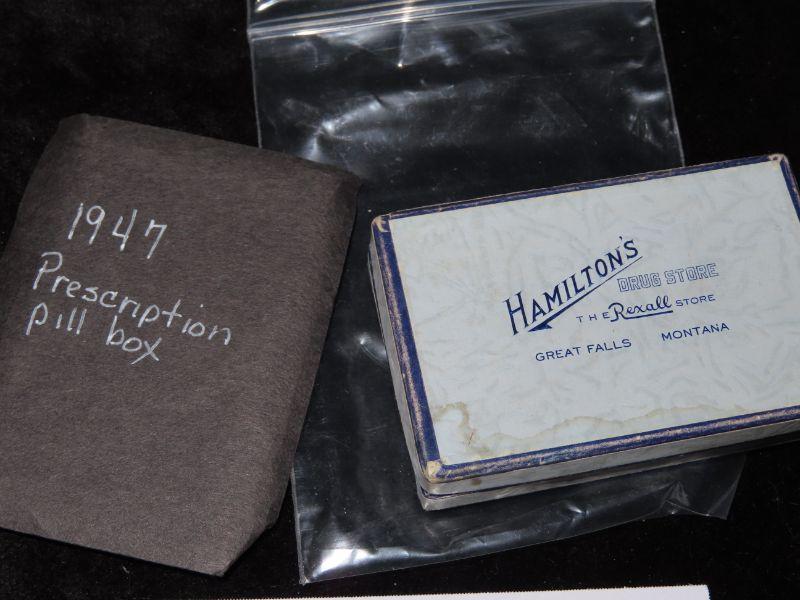 1947
Prescription
pill box
HAMILTON'S
DRUG STORE
THE Rexall STORE
GREAT FALLS MONTANA